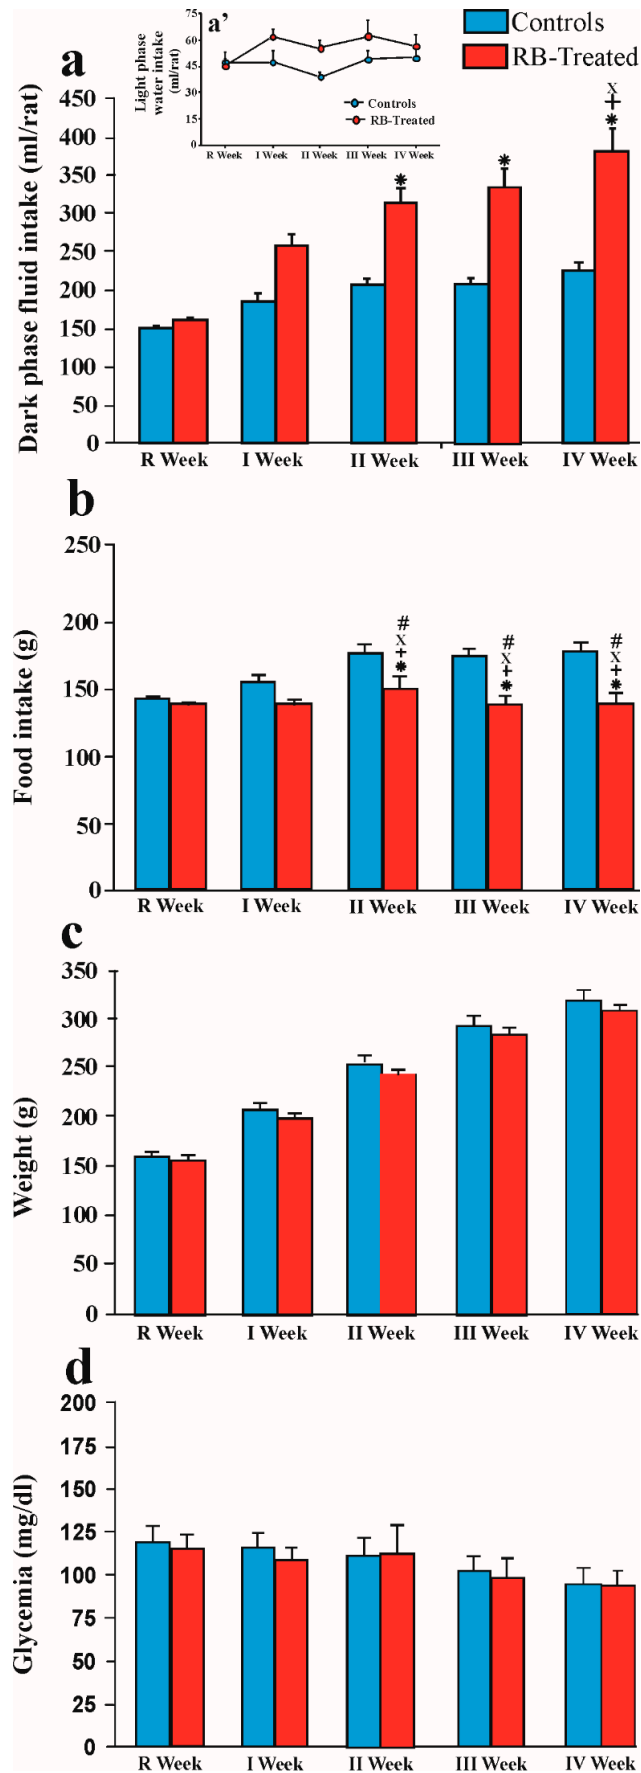 Controls
RB-Treated
a
a’
Light phase
water intake
(ml/rat)
75
60
45
30
15
0
Controls
RB-Treated
R Week I Week II Week III Week IV Week
Dark phase fluid intake (ml/rat)
450
400
350
300
250
200
150
100
50
0
*
*
x
+
*
R Week I Week II Week III Week IV Week
b
Food intake (g)
250
200
150
100
50
0
#
x
+
*
#
x
+
*
#
x
+
*
R Week I Week II Week III Week IV Week
c
Weight (g)
350
300
250
200
150
100
50
0
R Week I Week II Week III Week IV Week
d
Glycemia (mg/dl)
200
175
150
125
100
75
50
25
0
R Week I Week II Week III Week IV Week